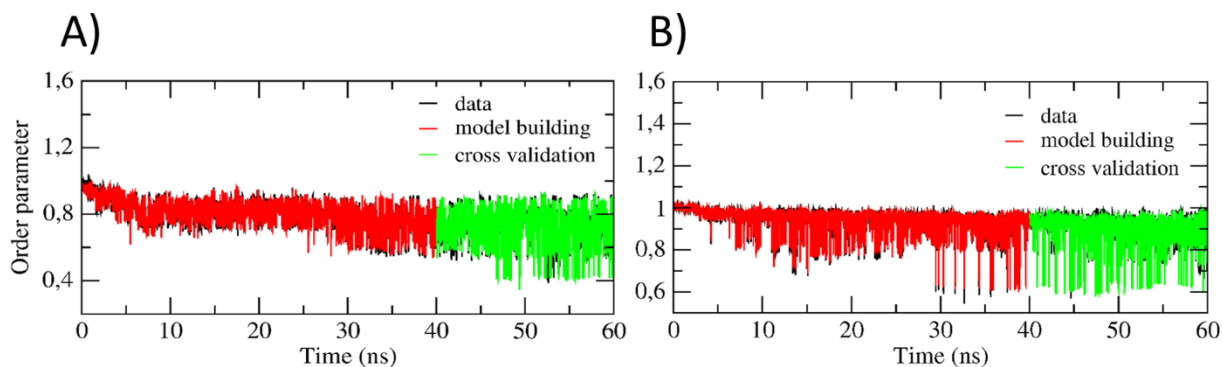 A)
1,6
1,2
0,8
0,4
Order parameter
data
model building
cross validation
0 10 20 30 40 50 60
Time (ns)
B)
1,6
1,4
1,2
1
0,8
0,6
data
model building
cross validation
0 10 20 30 40 50 60
Time (ns)